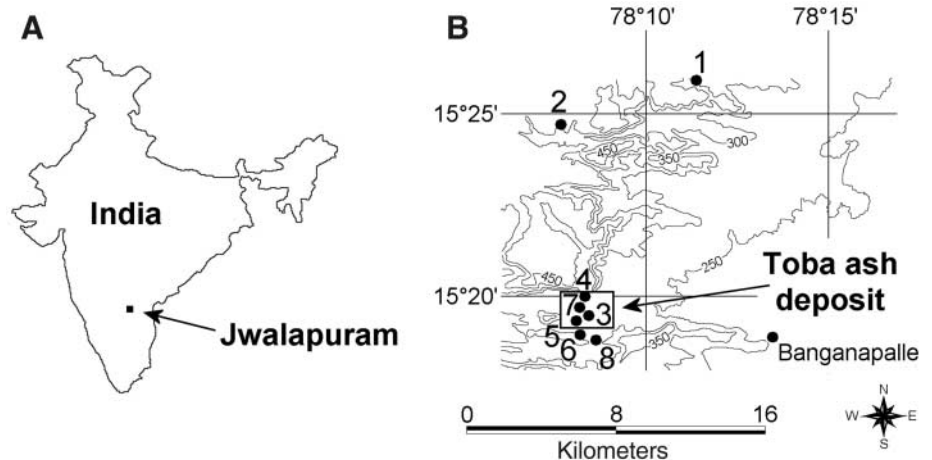 A
India
Jwalapuram
B
78°10'
78°15'
1
15°25'
2
300
450
350
250
Toba ash
deposit
450
4
15°20'
7
3
5
6
8
350
Banganapalle
0
8
16
Kilometers
N
W
E
S